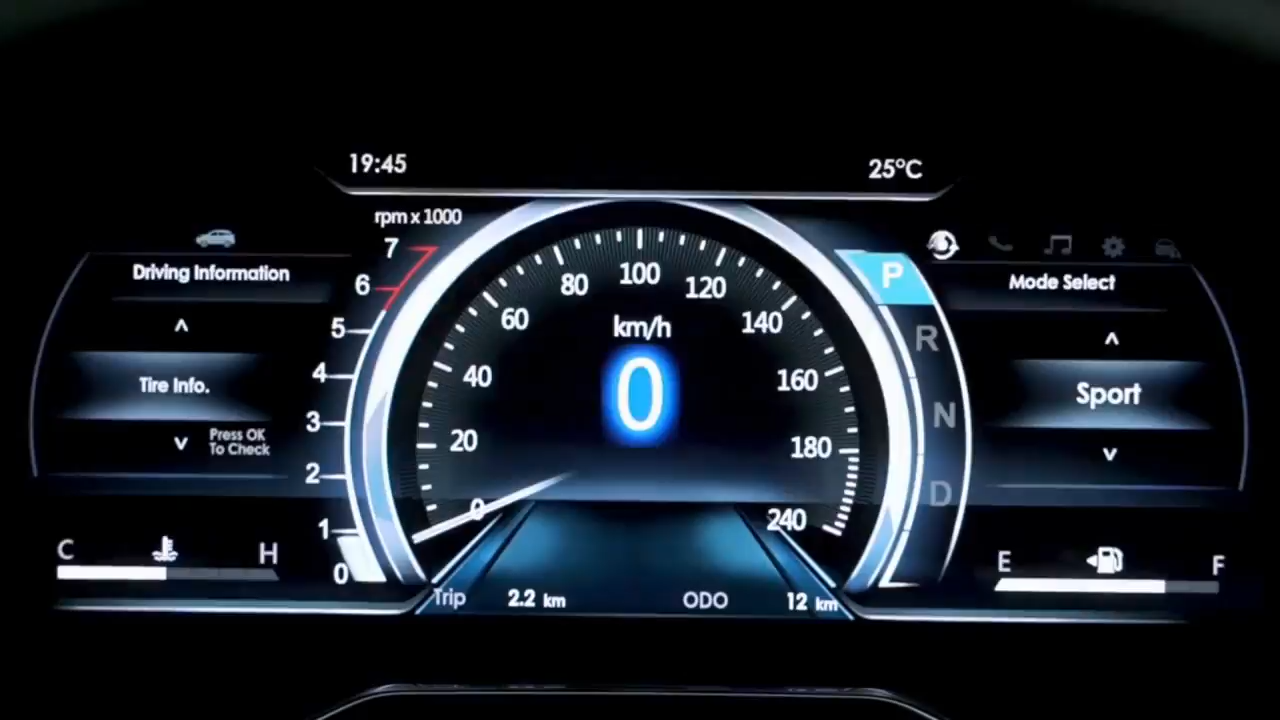 19:45
25°C
rpm x 1000
7
6
5
4
3
2
1
0
Driving Information
Tire Info.
Press OK
To Check
C
H
0
20
40
60
80
100
120
140
160
180
240
km/h
0
Trip 2.2 km
ODO 12 km
P
R
N
D
Mode Select
Sport
E
F